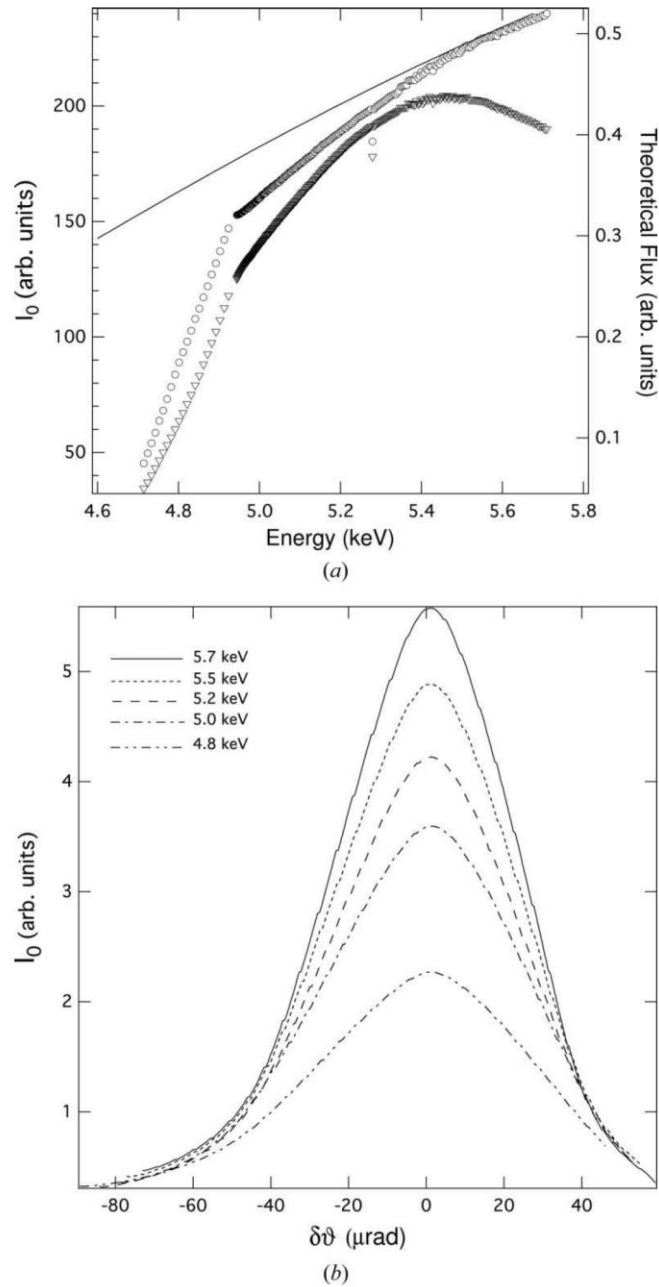 200
150
100
50
I0 (arb. units)
0.5
0.4
0.3
0.2
0.1
Theoretical Flux (arb. units)
4.6 4.8 5.0 5.2 5.4 5.6 5.8
Energy (keV)
(a)
5.7 keV
5.5 keV
5.2 keV
5.0 keV
4.8 keV
5
4
3
2
1
I0 (arb. units)
-80 -60 -40 -20 0 20 40
δϑ (μrad)
(b)